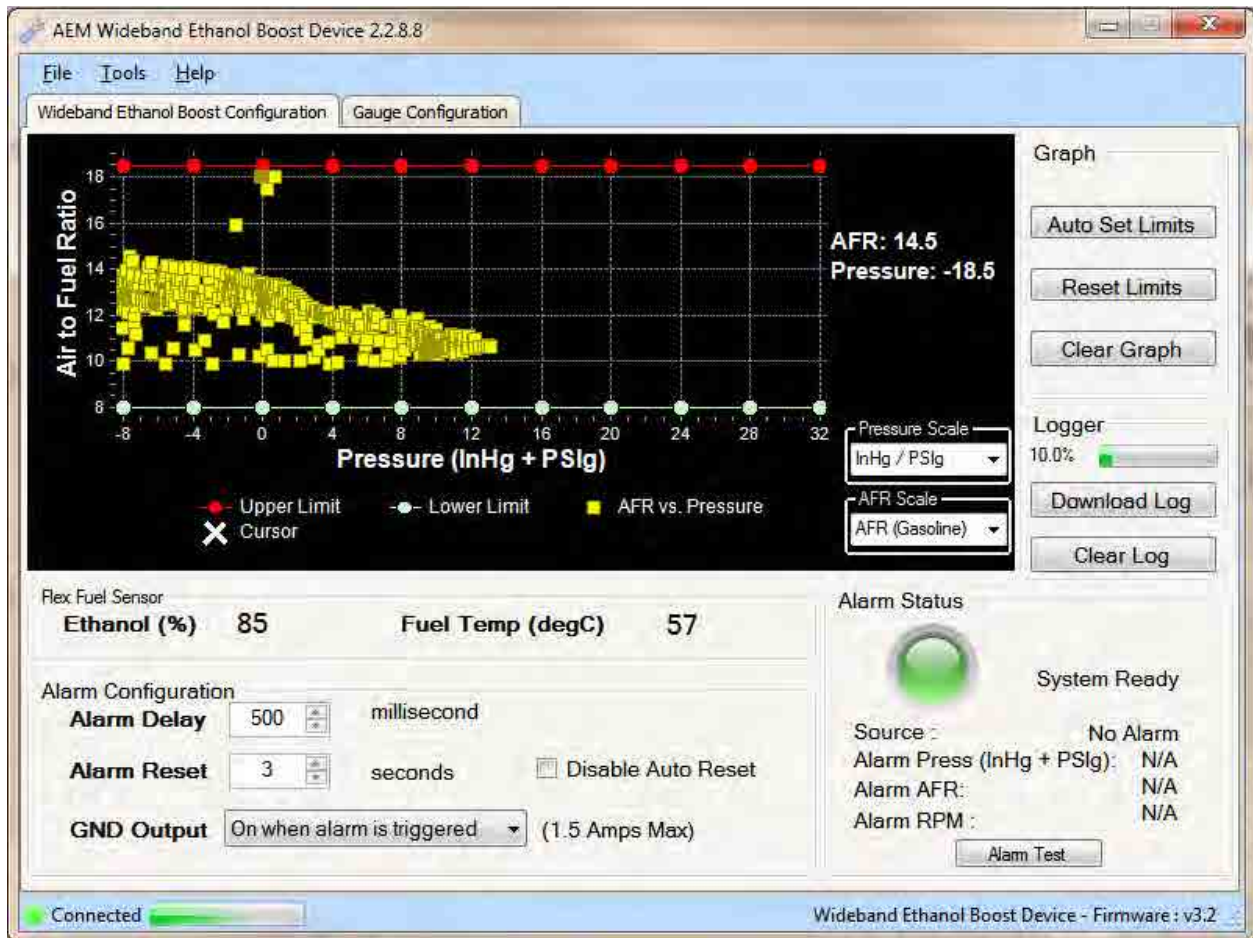 AEM Wideband Ethanol Boost Device 2.2.8.8
File Tools Help
Wideband Ethanol Boost Configuration Gauge Configuration
Air to Fuel Ratio
18
16
14
12
10
8
-8 -4 0 4 8 12 16 20 24 28 32
Pressure (InHg + PSIg)
Upper Limit Lower Limit AFR vs. Pressure
Cursor
AFR: 14.5
Pressure: -18.5
Pressure Scale
InHg / PSIg
AFR Scale
AFR (Gasoline)
Graph
Auto Set Limits
Reset Limits
Clear Graph
Logger
10.0%
Download Log
Clear Log
Flex Fuel Sensor
Ethanol (%) 85 Fuel Temp (degC) 57
Alarm Configuration
Alarm Delay 500 millisecond
Alarm Reset 3 seconds Disable Auto Reset
GND Output On when alarm is triggered (1.5 Amps Max)
Alarm Status
System Ready
Source : No Alarm
Alarm Press (InHg + PSIg): N/A
Alarm AFR: N/A
Alarm RPM : N/A
Alarm Test
Connected Wideband Ethanol Boost Device - Firmware : v3.2